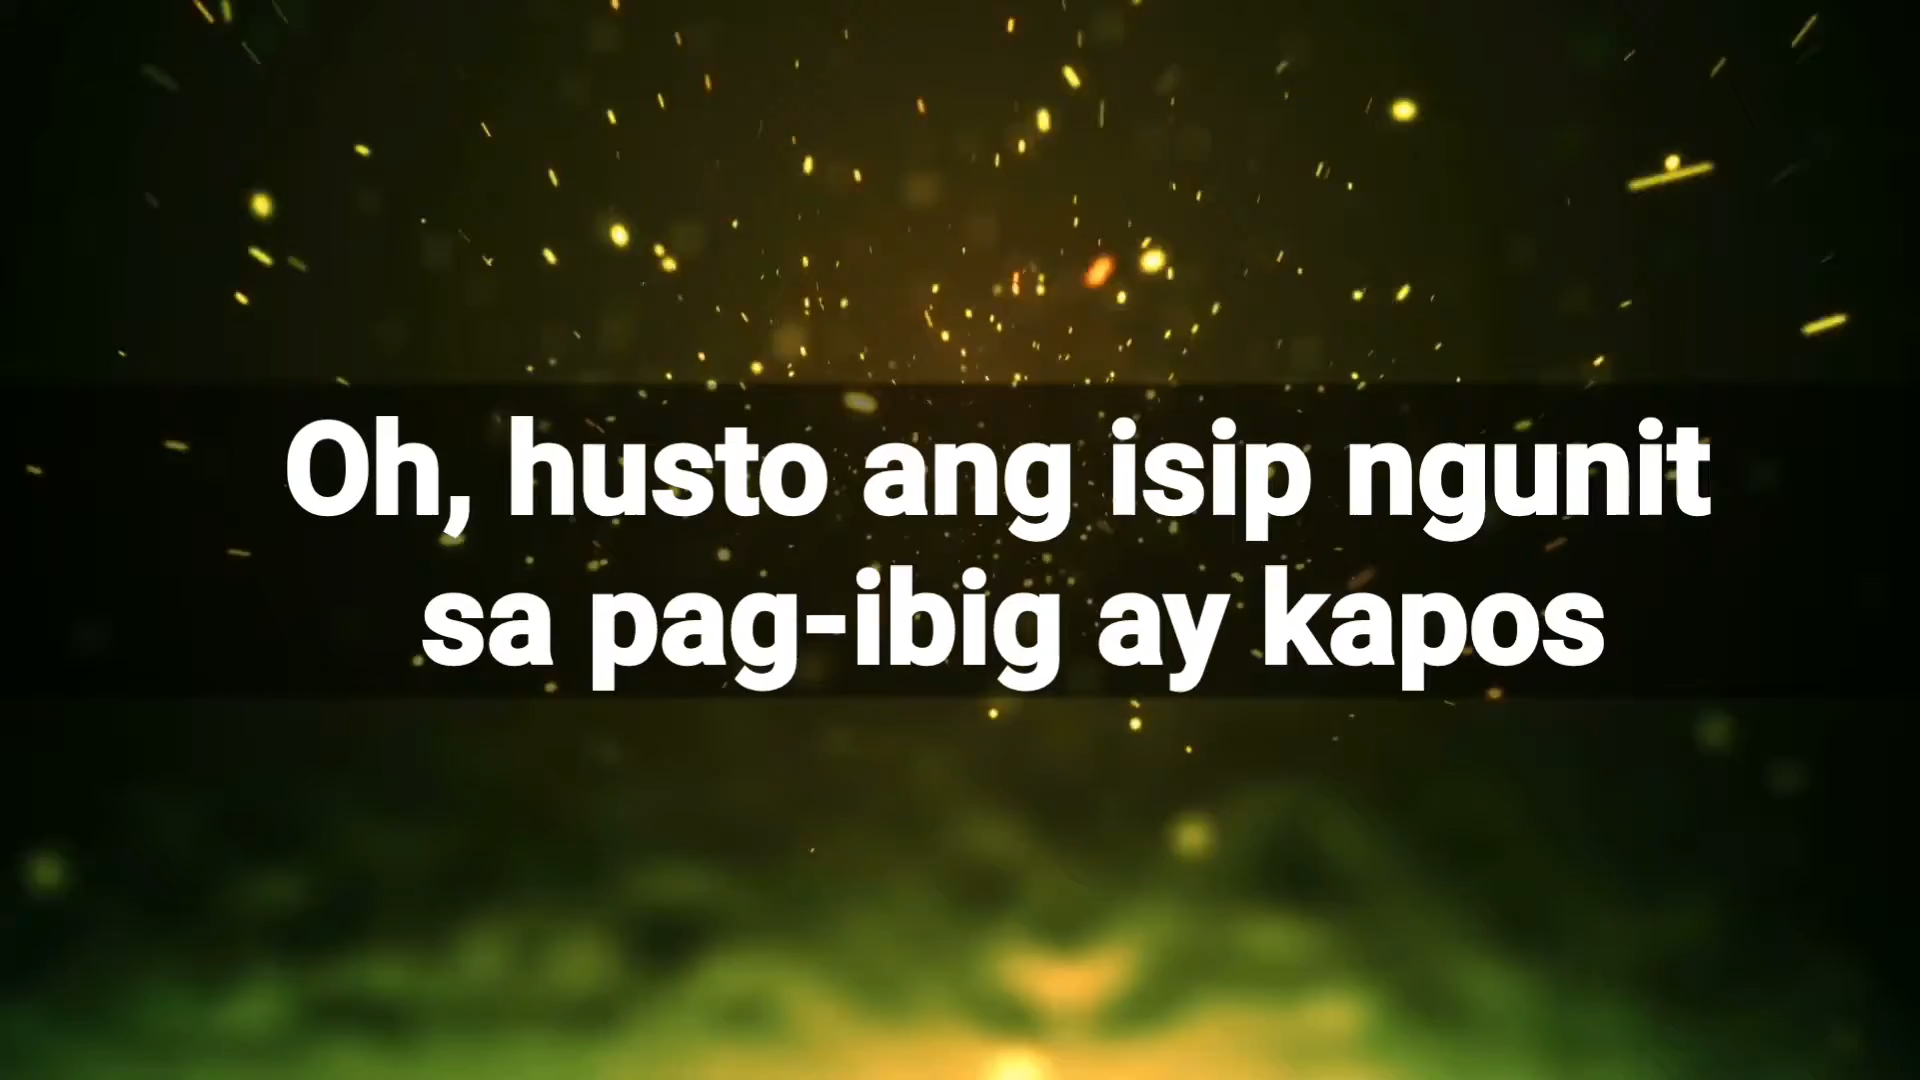 Oh, husto ang isip ngunit
sa pag-ibig ay kapos